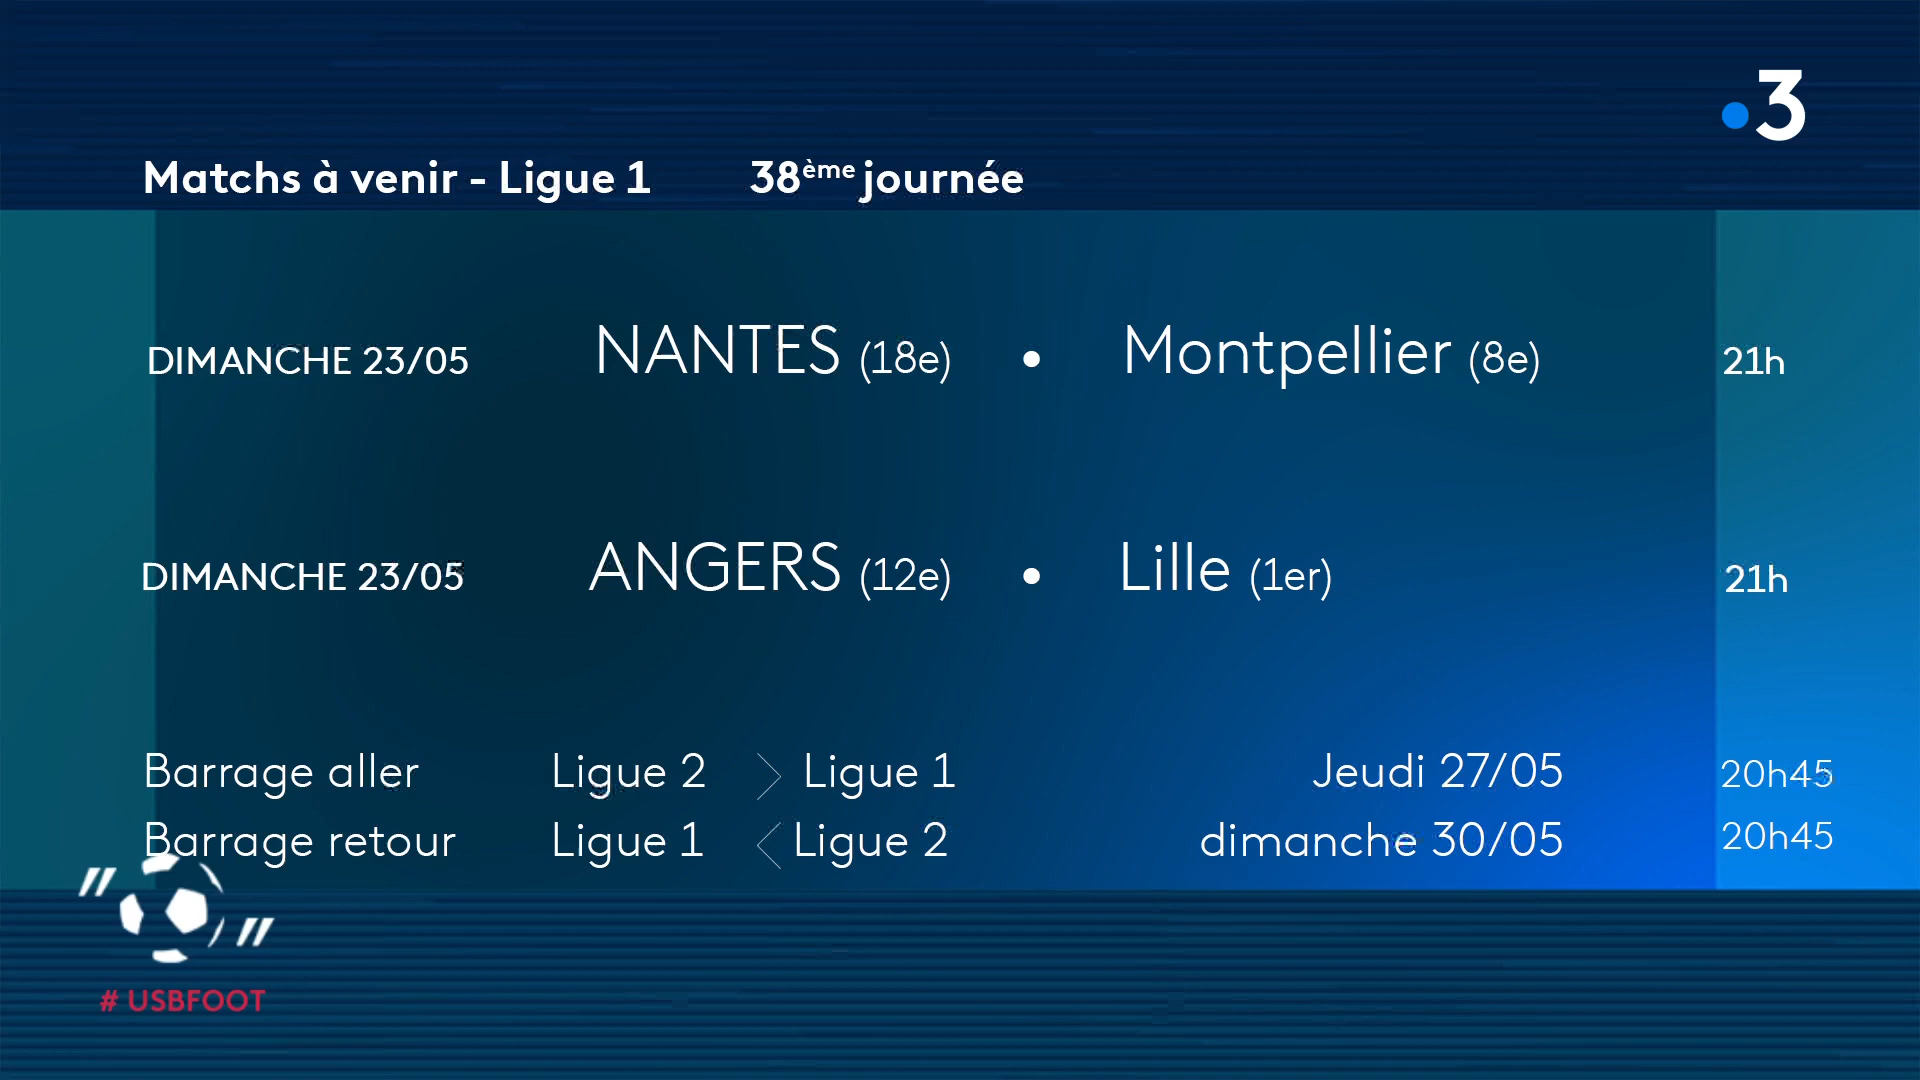 3
Matchs à venir - Ligue 1 38ème journée
DIMANCHE 23/05 NANTES (18e) • Montpellier (8e) 21h
DIMANCHE 23/05 ANGERS (12e) • Lille (1er) 21h
Barrage aller Ligue 2 > Ligue 1 Jeudi 27/05 20h45
Barrage retour Ligue 1 < Ligue 2 dimanche 30/05 20h45
# USBFOOT